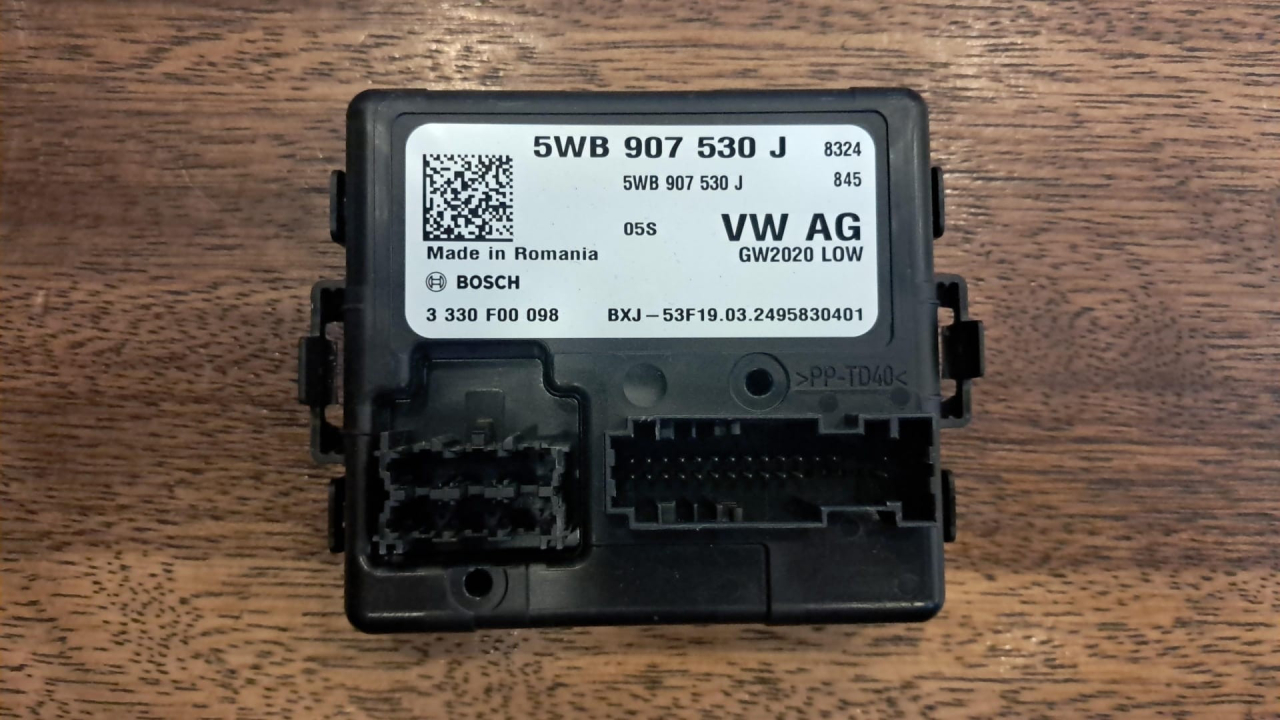 5WB 907 530 J 8324
5WB 907 530 J 845
05S VW AG
Made in Romania GW2020 LOW
BOSCH
3 330 F00 098 BXJ–53F19.03.2495830401
>PP-TD40<